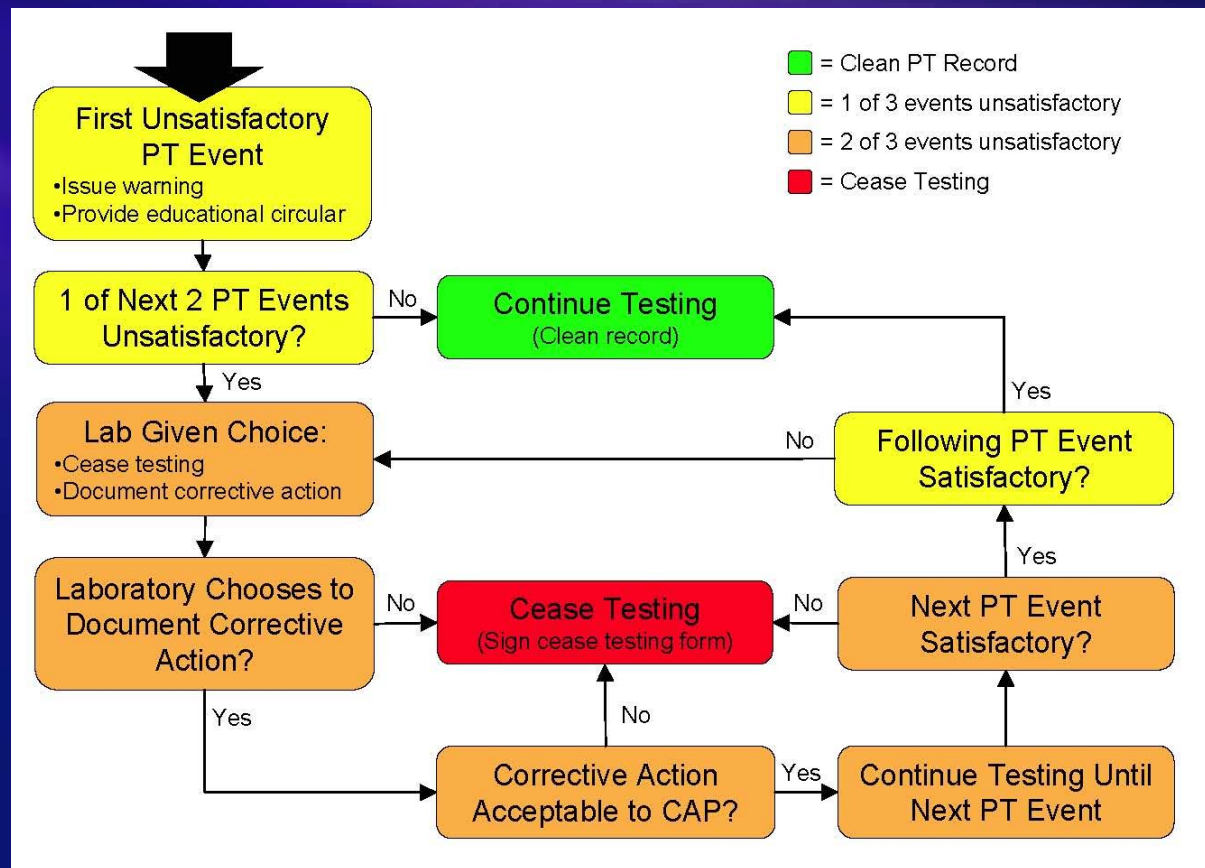 First Unsatisfactory
PT Event
•Issue warning
•Provide educational circular
= Clean PT Record
= 1 of 3 events unsatisfactory
= 2 of 3 events unsatisfactory
= Cease Testing
1 of Next 2 PT Events
Unsatisfactory?
No
Continue Testing
(Clean record)
Yes
Yes
Lab Given Choice:
•Cease testing
•Document corrective action
No
Following PT Event
Satisfactory?
Yes
Laboratory Chooses to
Document Corrective
Action?
No
Cease Testing
(Sign cease testing form)
No
Next PT Event
Satisfactory?
Yes
No
Corrective Action
Acceptable to CAP?
Yes
Continue Testing Until
Next PT Event